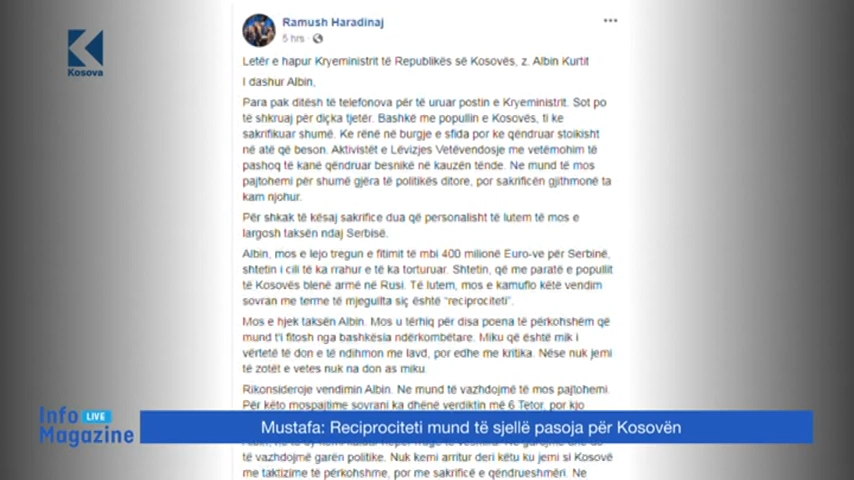 Ramush Haradinaj
5 hrs ·
Kosova
Letër e hapur Kryeministrit të Republikës së Kosovës, z. Albin Kurtit
I dashur Albin,
Para pak ditësh të telefonova për të uruar postin e Kryeministrit. Sot po
të shkruaj për diçka tjetër. Bashkë me popullin e Kosovës, ti ke
sakrifikuar shumë. Ke rënë në burgje e sfida por ke qëndruar stoikisht
në atë që beson. Aktivistët e Lëvizjes Vetëvendosje me vetëmohim të
pashoq të kanë qëndruar besnikë në kauzën tënde. Ne mund të mos
pajtohemi për shumë gjëra të politikës ditore, por sakrificën gjithmonë ta
kam njohur.
Për shkak të kësaj sakrifice dua që personalisht të lutem të mos e
largosh taksën ndaj Serbisë.
Albin, mos e lejo tregun e fitimit të mbi 400 milionë Euro-ve për Serbinë,
shtetin i cili të ka rrahur e të ka torturuar. Shtetin, që me paratë e popullit
të Kosovës blenë armë në Rusi. Të lutem, mos e kamuflo këtë vendim
sovran me terme të mjegullta siç është “reciprociteti”.
Mos e hjek taksën Albin. Mos u tërhiq për disa poena të përkohshëm që
mund t'i fitosh nga bashkësia ndërkombëtare. Miku që është mik i
vërtetë të don e të ndihmon me lavd, por edhe me kritika. Nëse nuk jemi
të zotët e vetes nuk na don as miku.
Rikonsideroje vendimin Albin. Ne mund të vazhdojmë të mos pajtohemi.
Për këto mospajtime sovrani ka dhënë verdiktin më 6 Tetor, por kjo
Info LIVE
Magazine
Mustafa: Reciprociteti mund të sjellë pasoja për Kosovën
të vazhdojmë garën politike. Nuk kemi arritur deri këtu ku jemi si Kosovë
me taktizime të përkohshme, por me sakrificë e qëndrueshmëri. Ne